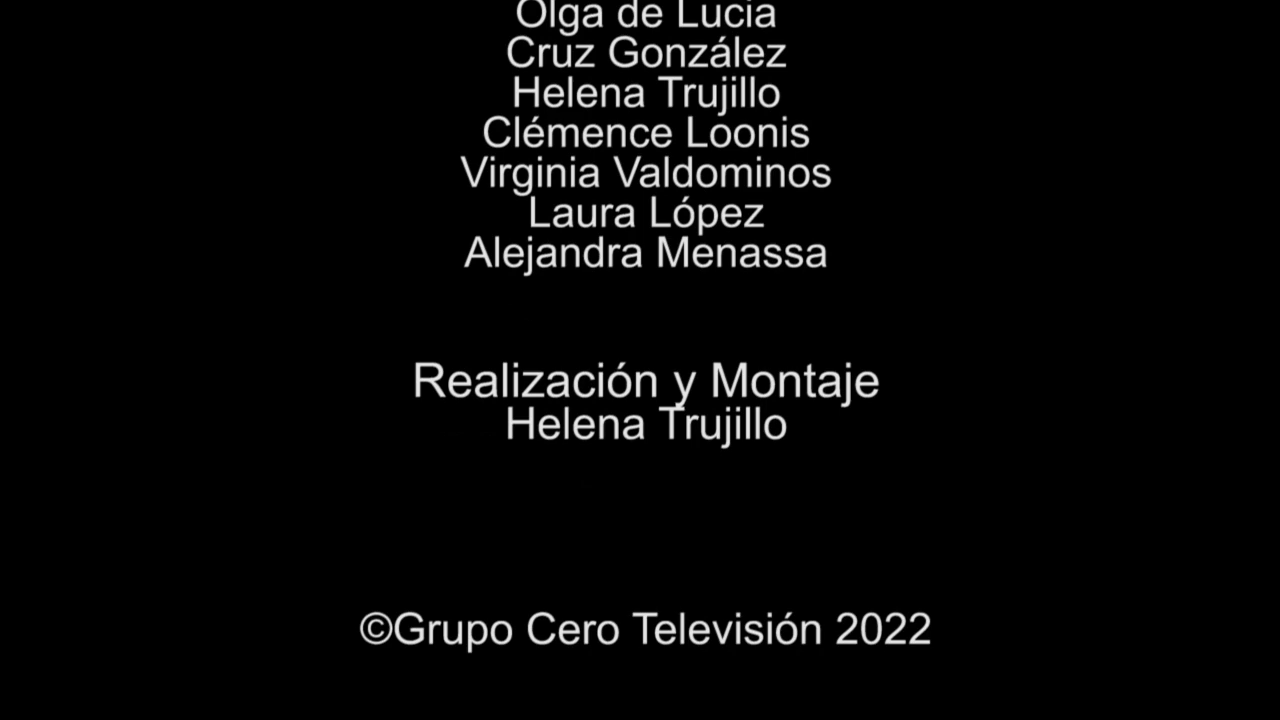 Olga de Lucia
Cruz González
Helena Trujillo
Clémence Loonis
Virginia Valdominos
Laura López
Alejandra Menassa
Realización y Montaje
Helena Trujillo
©Grupo Cero Televisión 2022